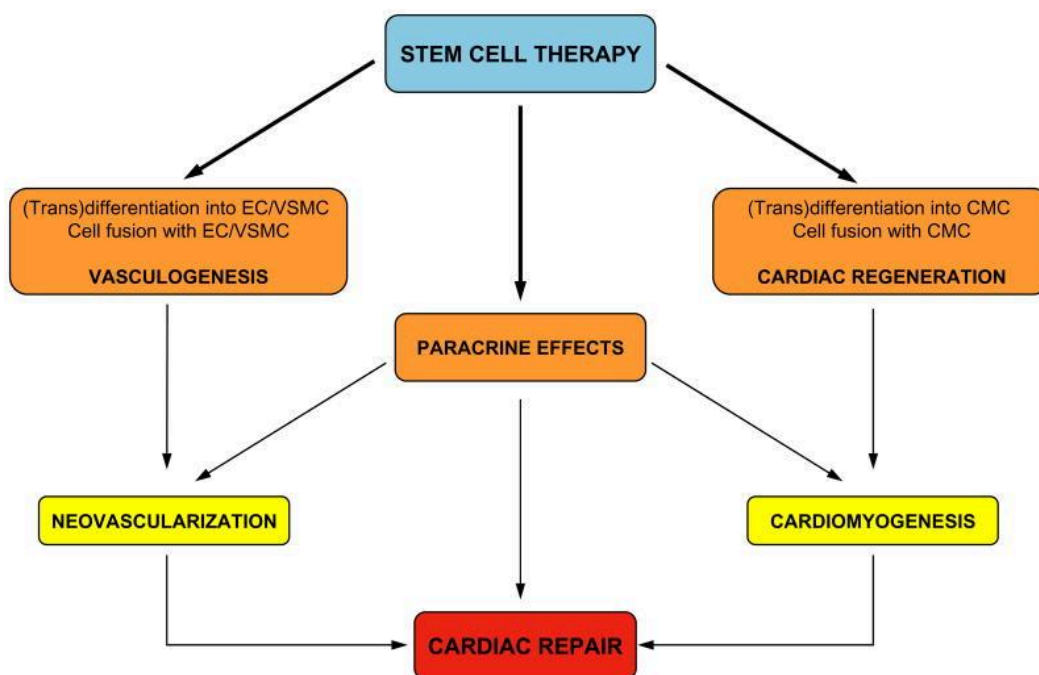 STEM CELL THERAPY
(Trans)differentiation into EC/VSMC
Cell fusion with EC/VSMC
VASCULOGENESIS
(Trans)differentiation into CMC
Cell fusion with CMC
CARDIAC REGENERATION
PARACRINE EFFECTS
NEOVASCULARIZATION
CARDIOMYOGENESIS
CARDIAC REPAIR